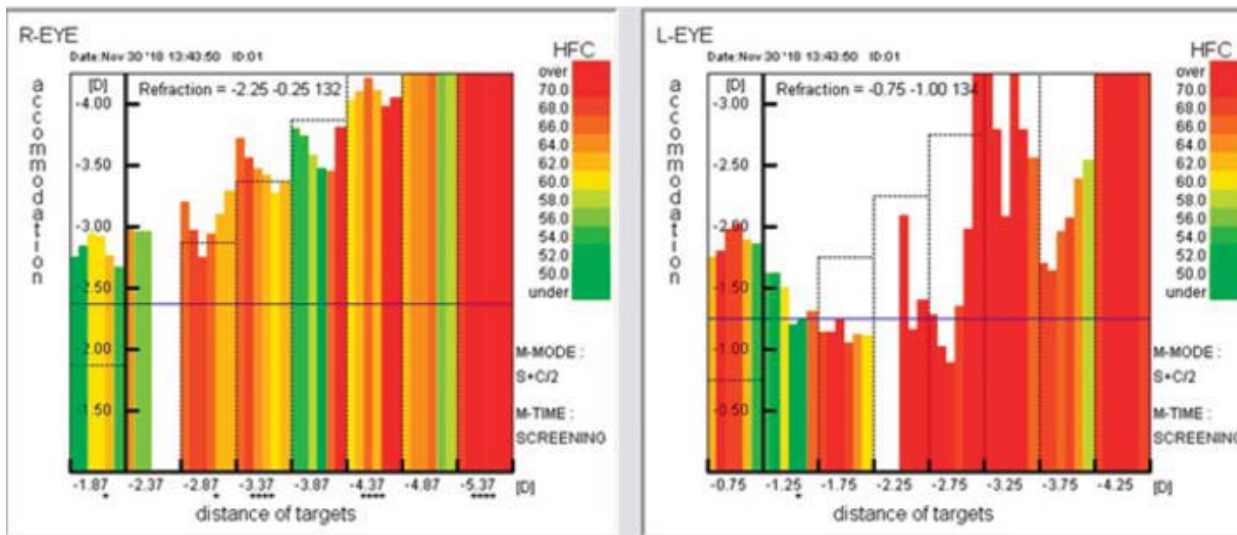 R-EYE
Date:Nov 30 '18 13:43:50 ID:01
HFC
[D]
Refraction = -2.25 -0.25 132
accommodation
-4.00
-3.50
-3.00
-2.50
-2.00
-1.50
over
70.0
68.0
66.0
64.0
62.0
60.0
58.0
56.0
54.0
52.0
50.0
under
M-MODE :
S+C/2
M-TIME :
SCREENING
-1.87 -2.37 -2.87 -3.37 -3.87 -4.37 -4.87 -5.37 [D]
* * **** **** ****
distance of targets
L-EYE
Date:Nov 30 '18 13:43:50 ID:01
HFC
[D]
Refraction = -0.75 -1.00 134
accommodation
-3.00
-2.50
-2.00
-1.50
-1.00
-0.50
over
70.0
68.0
66.0
64.0
62.0
60.0
58.0
56.0
54.0
52.0
50.0
under
M-MODE :
S+C/2
M-TIME :
SCREENING
-0.75 -1.25 -1.75 -2.25 -2.75 -3.25 -3.75 -4.25 [D]
*
distance of targets